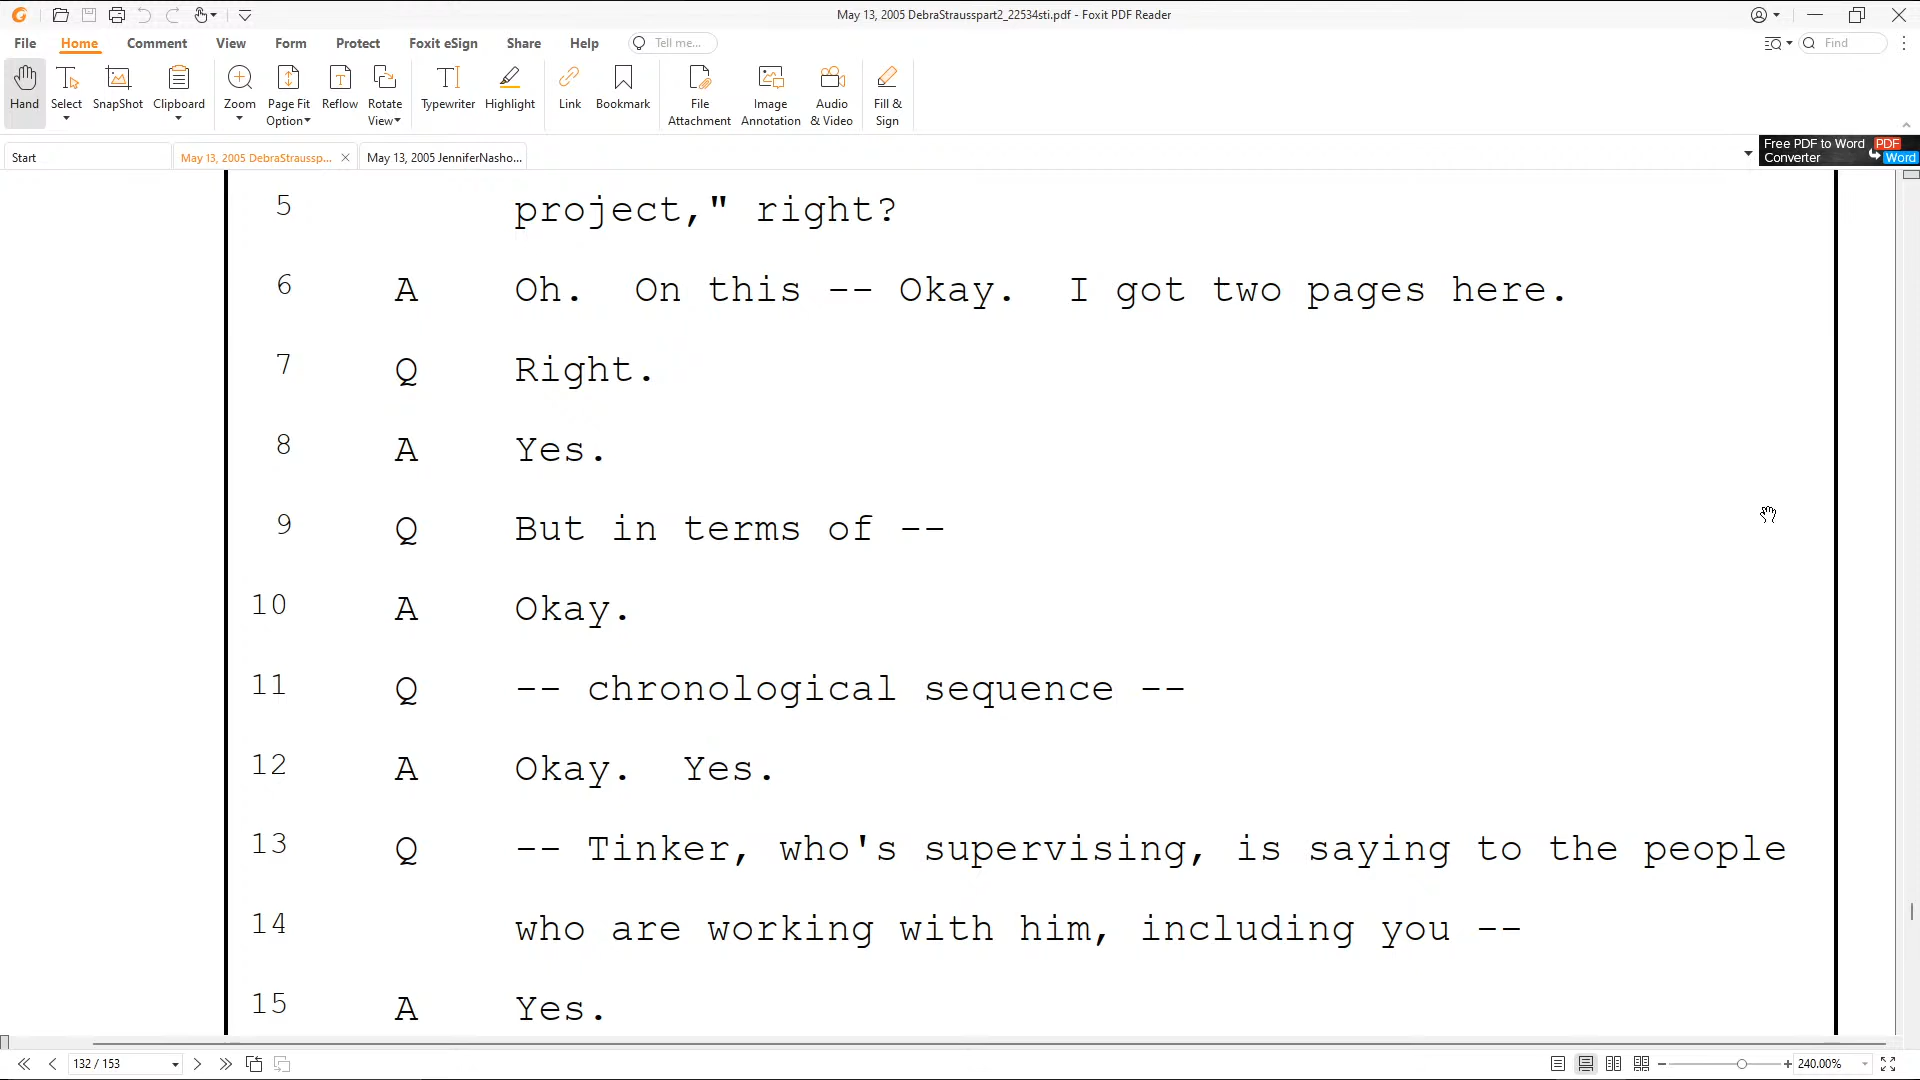 May 13, 2005 DebraStrausspart2_22534sti.pdf - Foxit PDF Reader
File Home Comment View Form Protect Foxit eSign Share Help Tell me... Find
Hand Select SnapShot Clipboard Zoom Page Fit Option Reflow Rotate View Typewriter Highlight Link Bookmark File Attachment Image Annotation Audio & Video Fill & Sign
Start May 13, 2005 DebraStraussp... May 13, 2005 JenniferNasho... Free PDF to Word Converter PDF Word
5 project," right?
6 A Oh. On this -- Okay. I got two pages here.
7 Q Right.
8 A Yes.
9 Q But in terms of --
10 A Okay.
11 Q -- chronological sequence --
12 A Okay. Yes.
13 Q -- Tinker, who's supervising, is saying to the people
14 who are working with him, including you --
15 A Yes.
132 / 153 240.00%